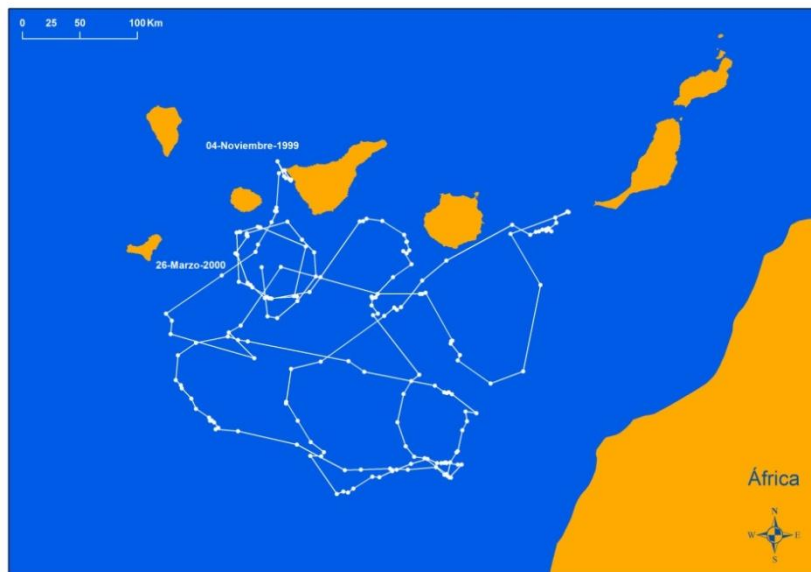 0 25 50 100 Km
04-Noviembre-1999
26-Marzo-2000
África
N
W E
S